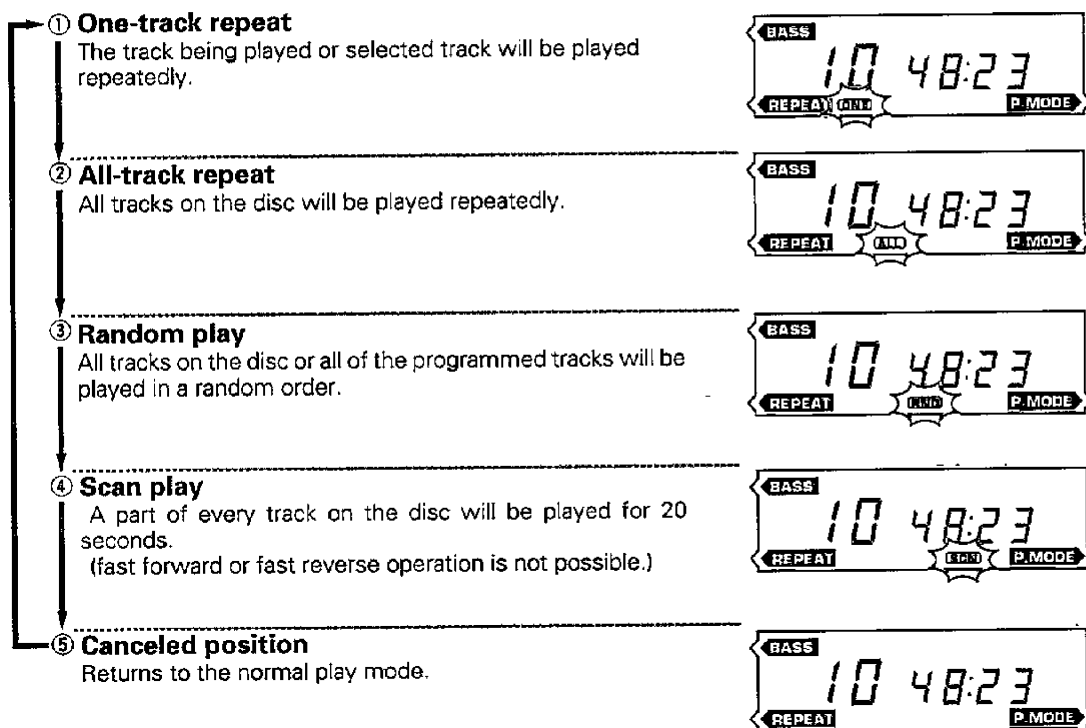 ① One-track repeat
The track being played or selected track will be played
repeatedly.
BASS
10 48:23
REPEAT ONE P.MODE
② All-track repeat
All tracks on the disc will be played repeatedly.
BASS
10 48:23
REPEAT ALL P.MODE
③ Random play
All tracks on the disc or all of the programmed tracks will be
played in a random order.
BASS
10 48:23
REPEAT RND P.MODE
④ Scan play
A part of every track on the disc will be played for 20
seconds.
(fast forward or fast reverse operation is not possible.)
BASS
10 48:23
REPEAT SCN P.MODE
⑤ Canceled position
Returns to the normal play mode.
BASS
10 48:23
REPEAT P.MODE